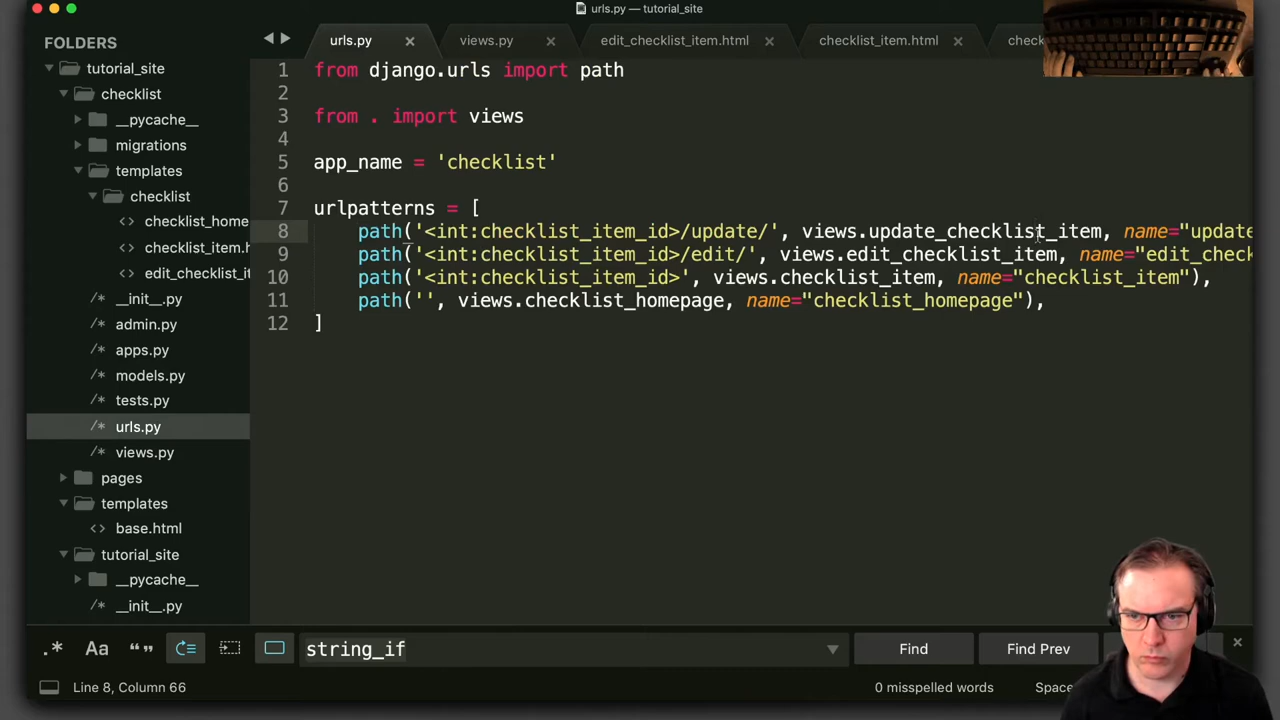 urls.py — tutorial_site
FOLDERS
tutorial_site
checklist
__pycache__
migrations
templates
checklist
checklist_home
checklist_item.h
edit_checklist_it
__init__.py
admin.py
apps.py
models.py
tests.py
urls.py
views.py
pages
templates
base.html
tutorial_site
__pycache__
__init__.py
urls.py
views.py
edit_checklist_item.html
checklist_item.html
check
1 from django.urls import path
2
3 from . import views
4
5 app_name = 'checklist'
6
7 urlpatterns = [
8 path('<int:checklist_item_id>/update/', views.update_checklist_item, name="update
9 path('<int:checklist_item_id>/edit/', views.edit_checklist_item, name="edit_check
10 path('<int:checklist_item_id>', views.checklist_item, name="checklist_item"),
11 path('', views.checklist_homepage, name="checklist_homepage"),
12 ]
.* Aa “” string_if Find Find Prev
Line 8, Column 66 0 misspelled words Space